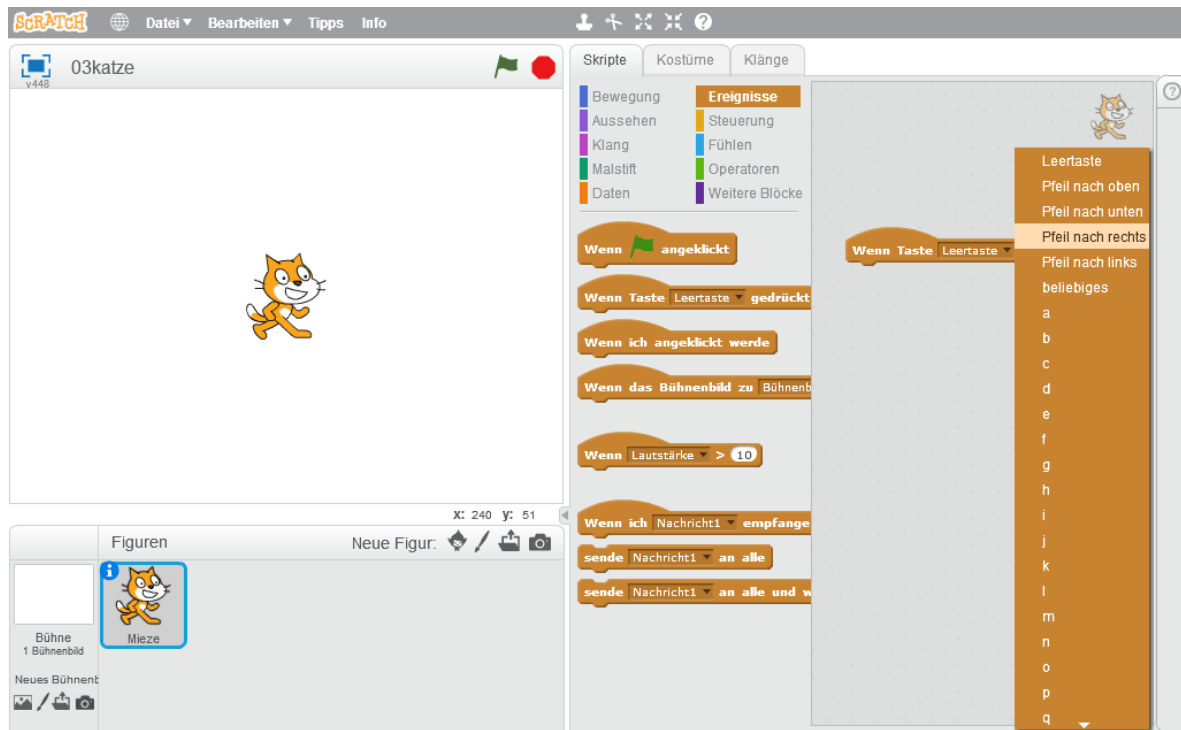 SCRATCH Datei Bearbeiten Tipps Info
03katze
v448
x: 240 y: 51
Figuren Neue Figur:
Mieze
Bühne
1 Bühnenbild
Neues Bühnenb
Skripte Kostüme Klänge
Bewegung Ereignisse
Aussehen Steuerung
Klang Fühlen
Malstift Operatoren
Daten Weitere Blöcke
Wenn angeklickt
Wenn Taste Leertaste gedrückt
Wenn ich angeklickt werde
Wenn das Bühnenbild zu Bühnenb
Wenn Lautstärke > 10
Wenn ich Nachricht1 empfange
sende Nachricht1 an alle
sende Nachricht1 an alle und w
Wenn Taste Leertaste
Leertaste
Pfeil nach oben
Pfeil nach unten
Pfeil nach rechts
Pfeil nach links
beliebiges
a
b
c
d
e
f
g
h
i
j
k
l
m
n
o
p
q